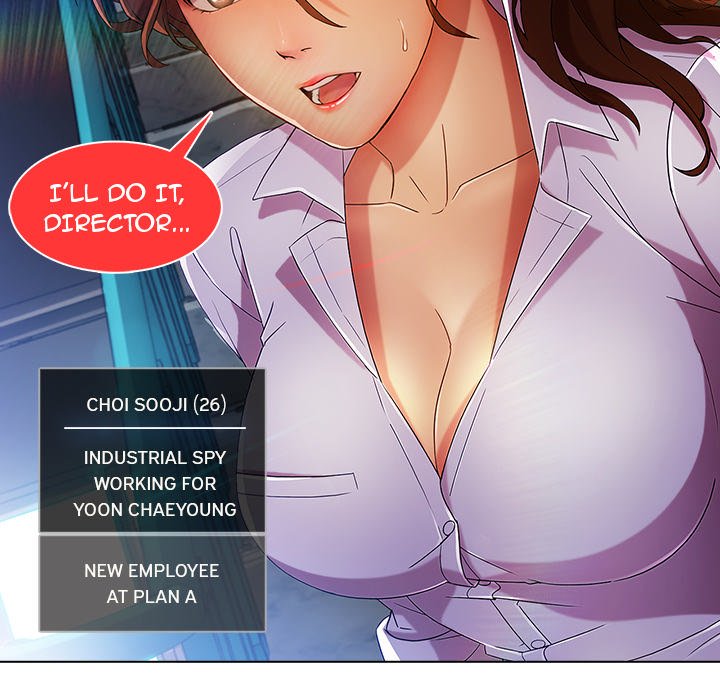 I'LL DO IT,
DIRECTOR...
CHOI SOOJI (26)
INDUSTRIAL SPY
WORKING FOR
YOON CHAEYOUNG
NEW EMPLOYEE
AT PLAN A